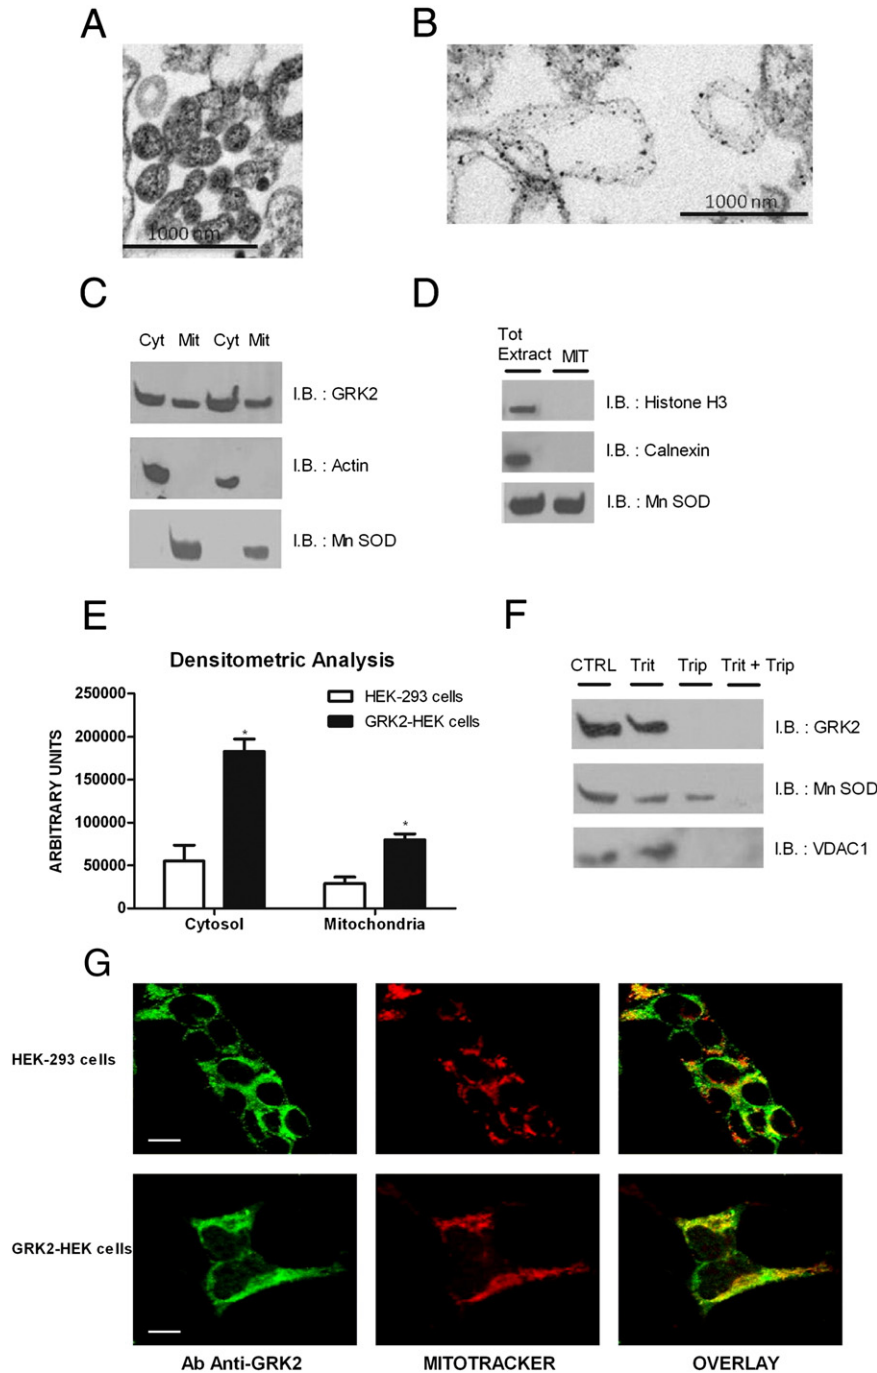 A
B
1000 nm
1000 nm
C
D
Cyt Mit Cyt Mit
I.B. : GRK2
I.B. : Actin
I.B. : Mn SOD
Tot
Extract MIT
I.B. : Histone H3
I.B. : Calnexin
I.B. : Mn SOD
E
Densitometric Analysis
HEK-293 cells
GRK2-HEK cells
ARBITRARY UNITS
250000
200000
150000
100000
50000
0
*
*
Cytosol Mitochondria
F
CTRL Trit Trip Trit + Trip
I.B. : GRK2
I.B. : Mn SOD
I.B. : VDAC1
G
HEK-293 cells
GRK2-HEK cells
Ab Anti-GRK2 MITOTRACKER OVERLAY